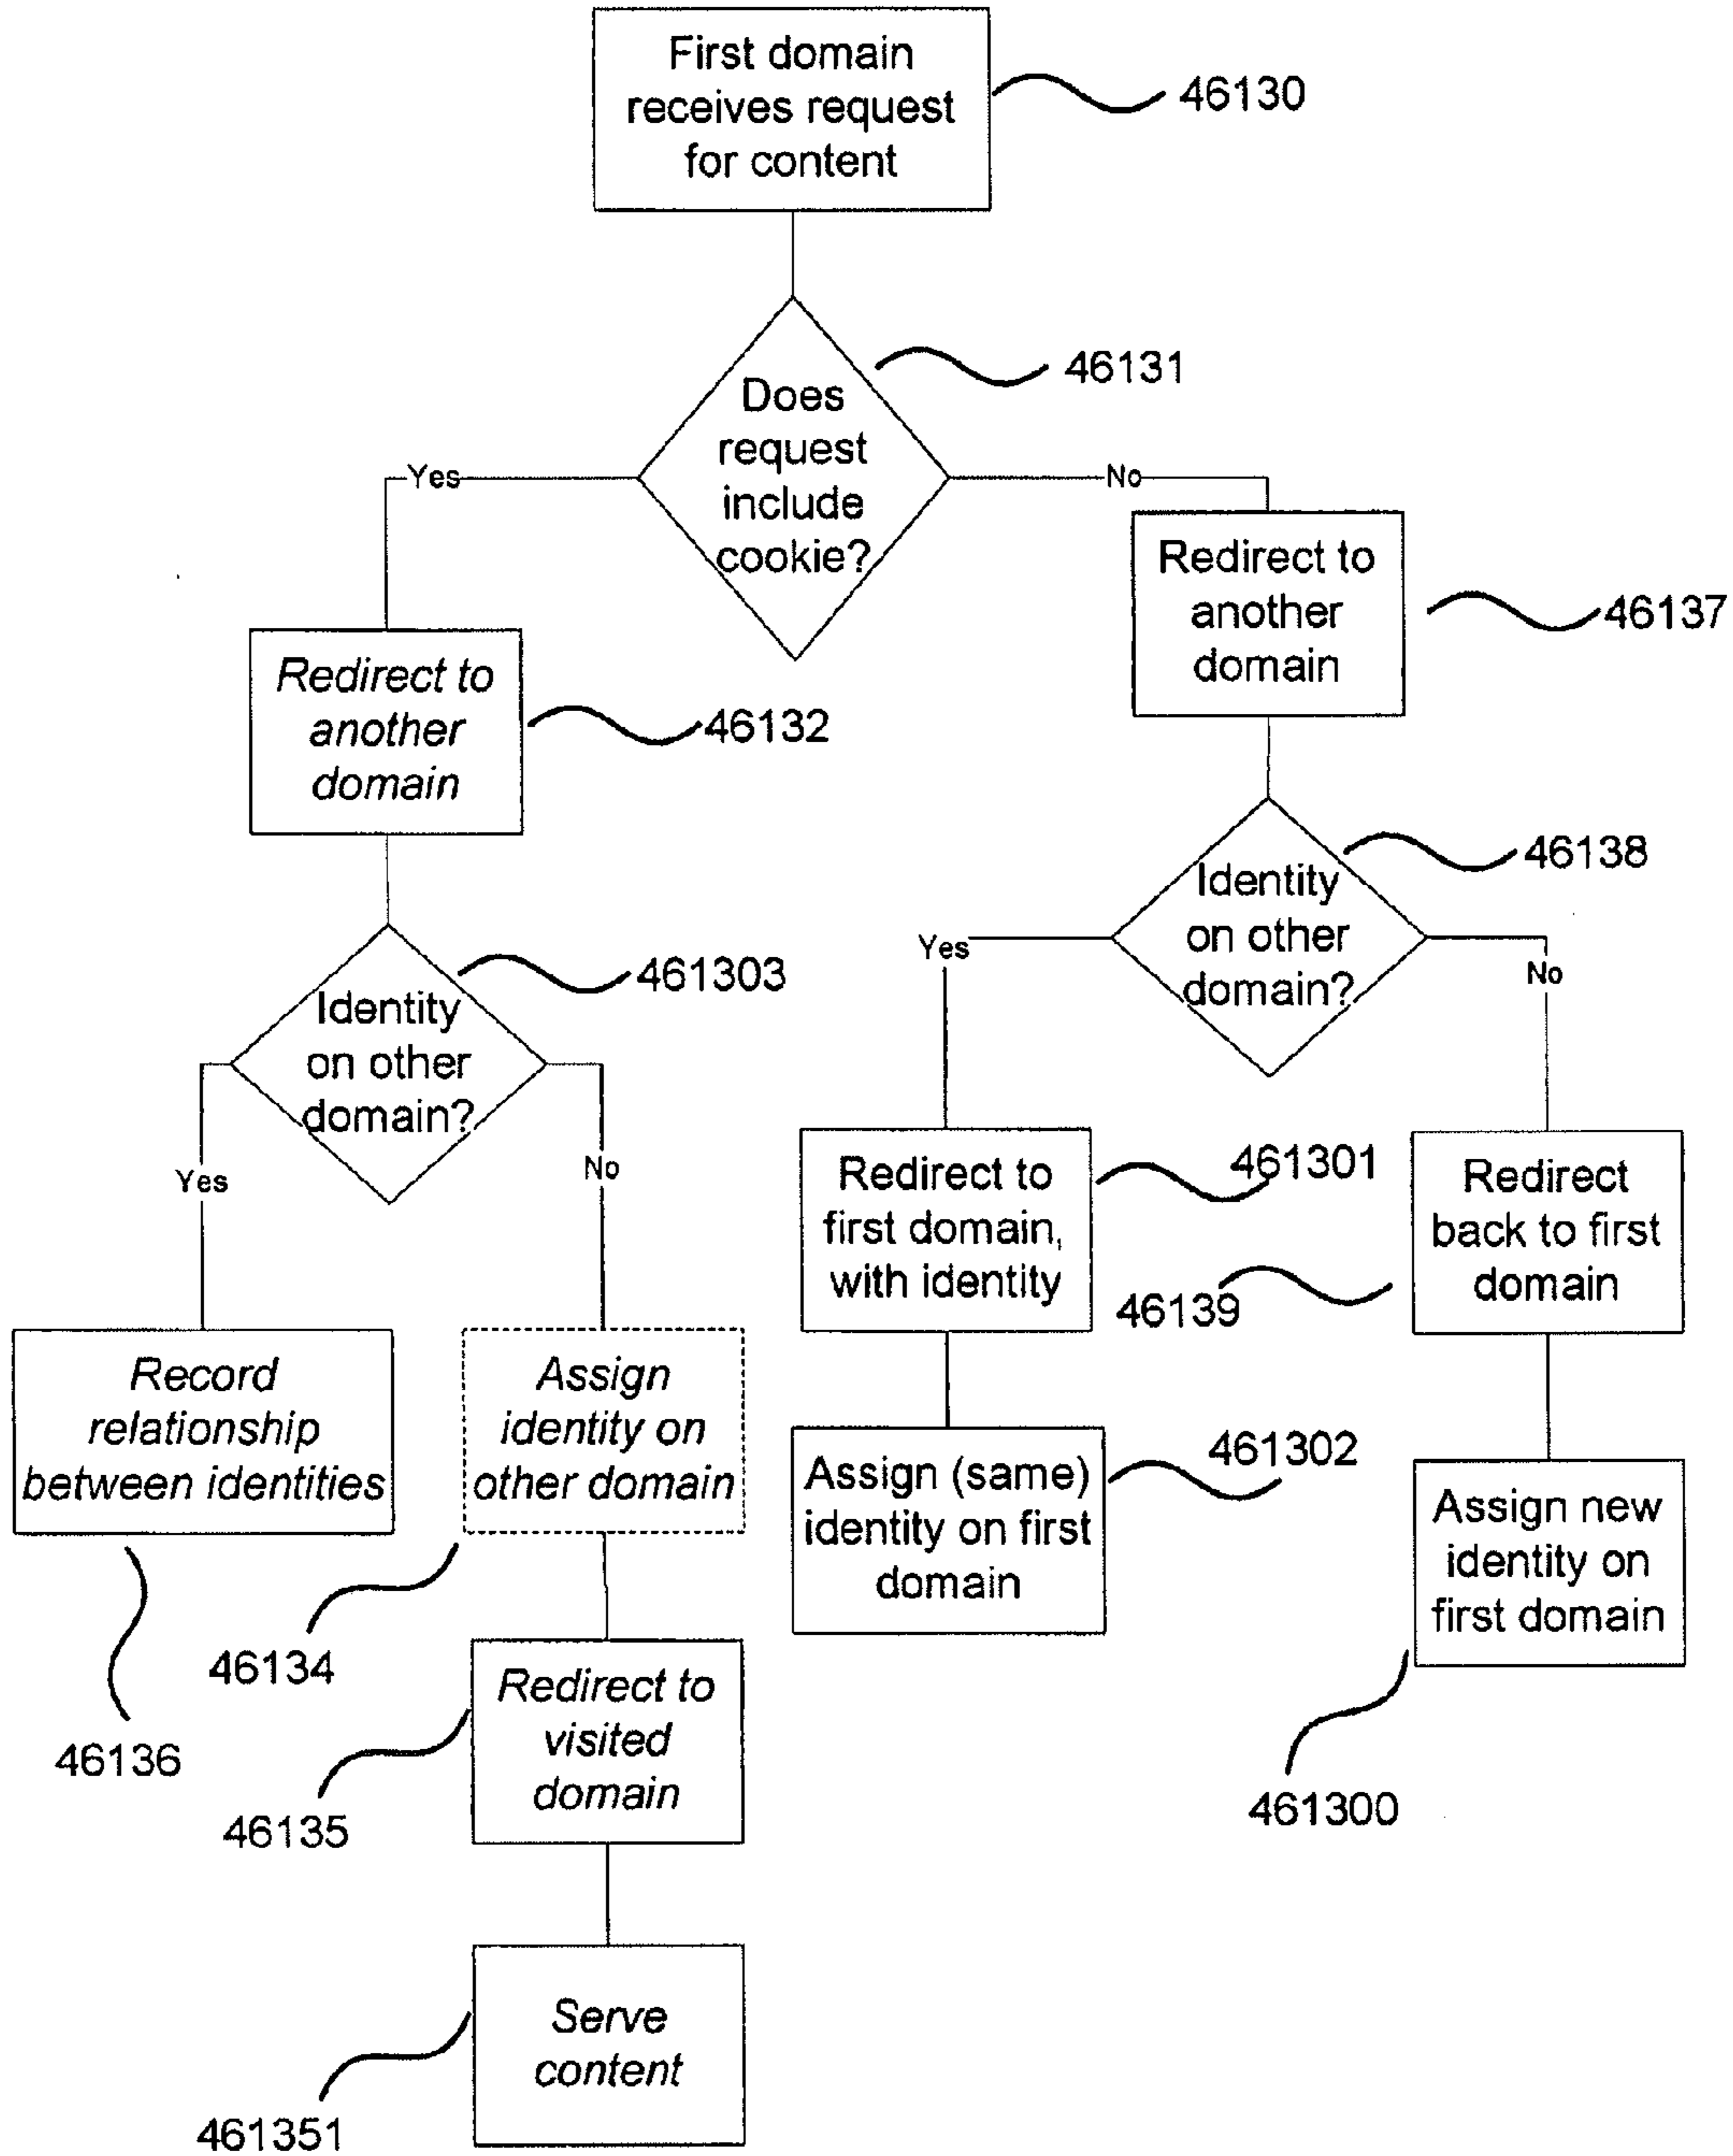 First domain
receives request
for content
46130
Does
request
include
cookie?
46131
Yes
No
Redirect to
another
domain
46137
Redirect to
another
domain
46132
Identity
on other
domain?
46138
Yes
No
Identity
on other
domain?
461303
Yes
No
Redirect to
first domain,
with identity
461301
Redirect
back to first
domain
46139
Record
relationship
between identities
Assign
identity on
other domain
Assign (same)
identity on first
domain
461302
Assign new
identity on
first domain
46134
46136
Redirect to
visited
domain
46135
461300
Serve
content
461351